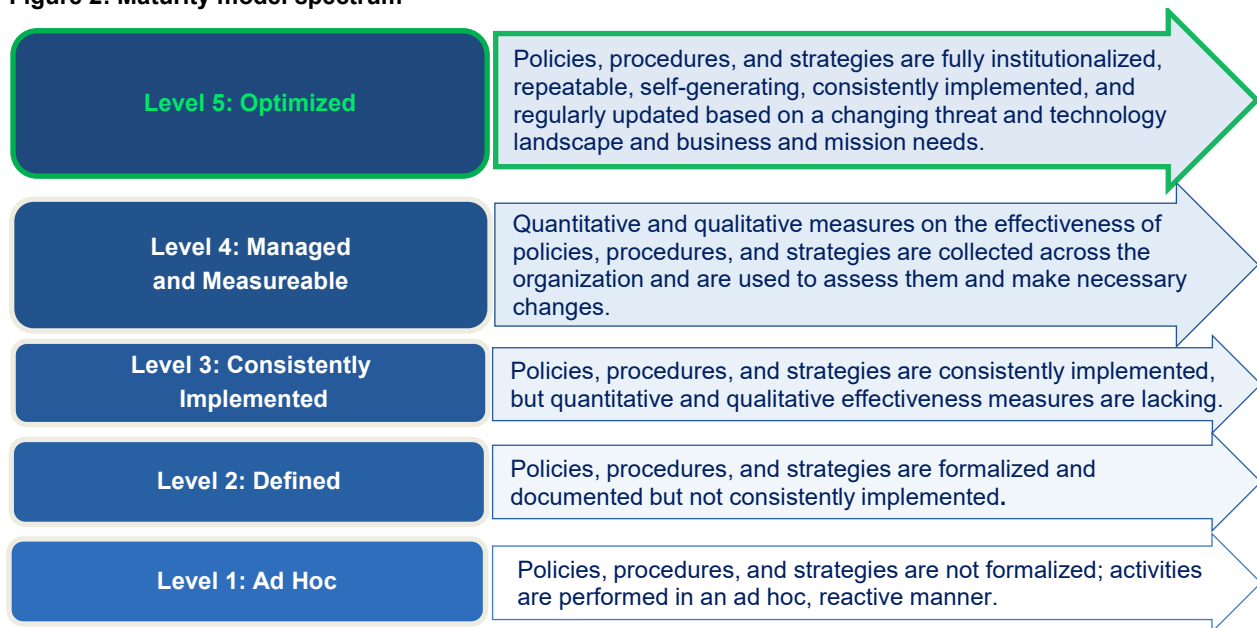 Figure 2: Maturity model spectrum
Level 5: Optimized
Policies, procedures, and strategies are fully institutionalized,
repeatable, self-generating, consistently implemented, and
regularly updated based on a changing threat and technology
landscape and business and mission needs.
Level 4: Managed
and Measureable
Quantitative and qualitative measures on the effectiveness of
policies, procedures, and strategies are collected across the
organization and are used to assess them and make necessary
changes.
Level 3: Consistently
Implemented
Policies, procedures, and strategies are consistently implemented,
but quantitative and qualitative effectiveness measures are lacking.
Level 2: Defined
Policies, procedures, and strategies are formalized and
documented but not consistently implemented.
Level 1: Ad Hoc
Policies, procedures, and strategies are not formalized; activities
are performed in an ad hoc, reactive manner.